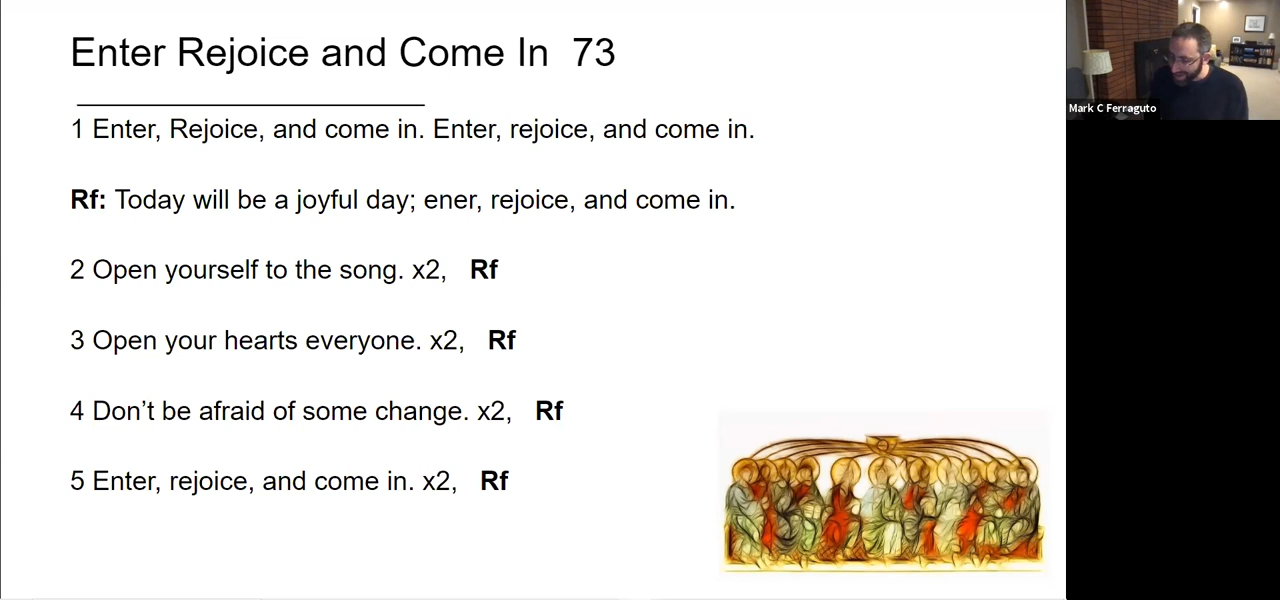 Enter Rejoice and Come In  73
1 Enter, Rejoice, and come in. Enter, rejoice, and come in.
Rf: Today will be a joyful day; ener, rejoice, and come in.
2 Open yourself to the song. x2,   Rf
3 Open your hearts everyone. x2,   Rf
4 Don’t be afraid of some change. x2,   Rf
5 Enter, rejoice, and come in. x2,   Rf
Mark C Ferraguto